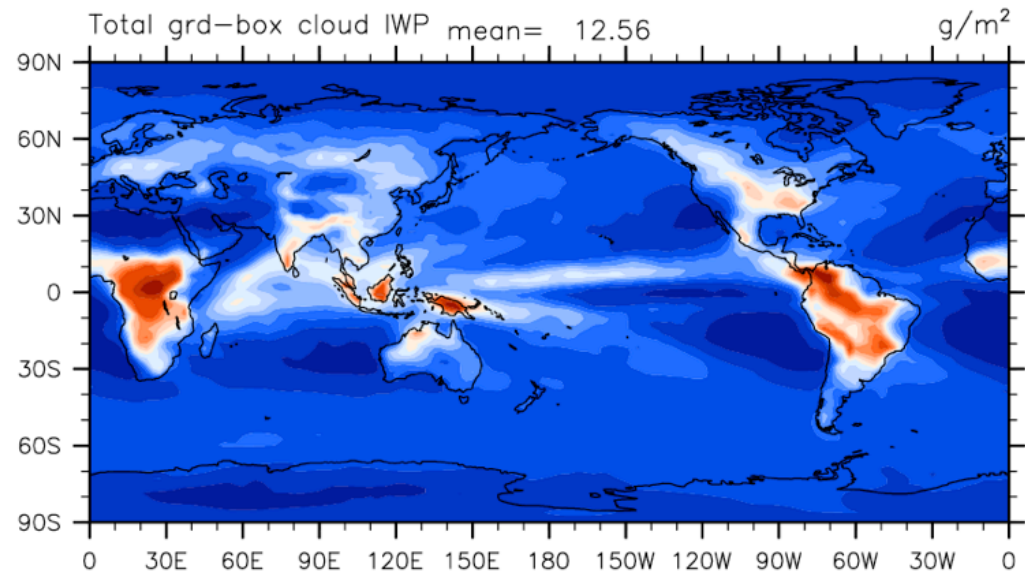 Total grd-box cloud IWP mean= 12.56 g/m²
90N
60N
30N
0
30S
60S
90S
0 30E 60E 90E 120E 150E 180 150W 120W 90W 60W 30W 0